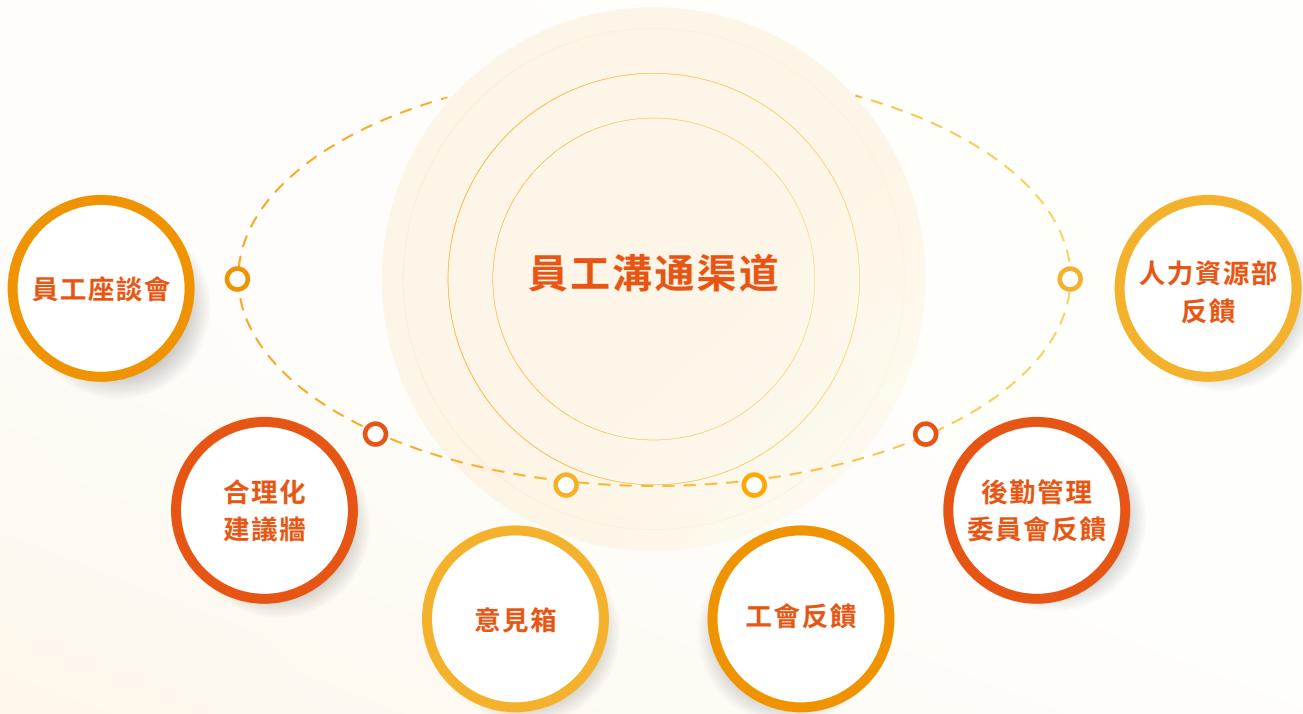 員工溝通渠道
員工座談會
合理化
建議牆
意見箱
工會反饋
後勤管理
委員會反饋
人力資源部
反饋